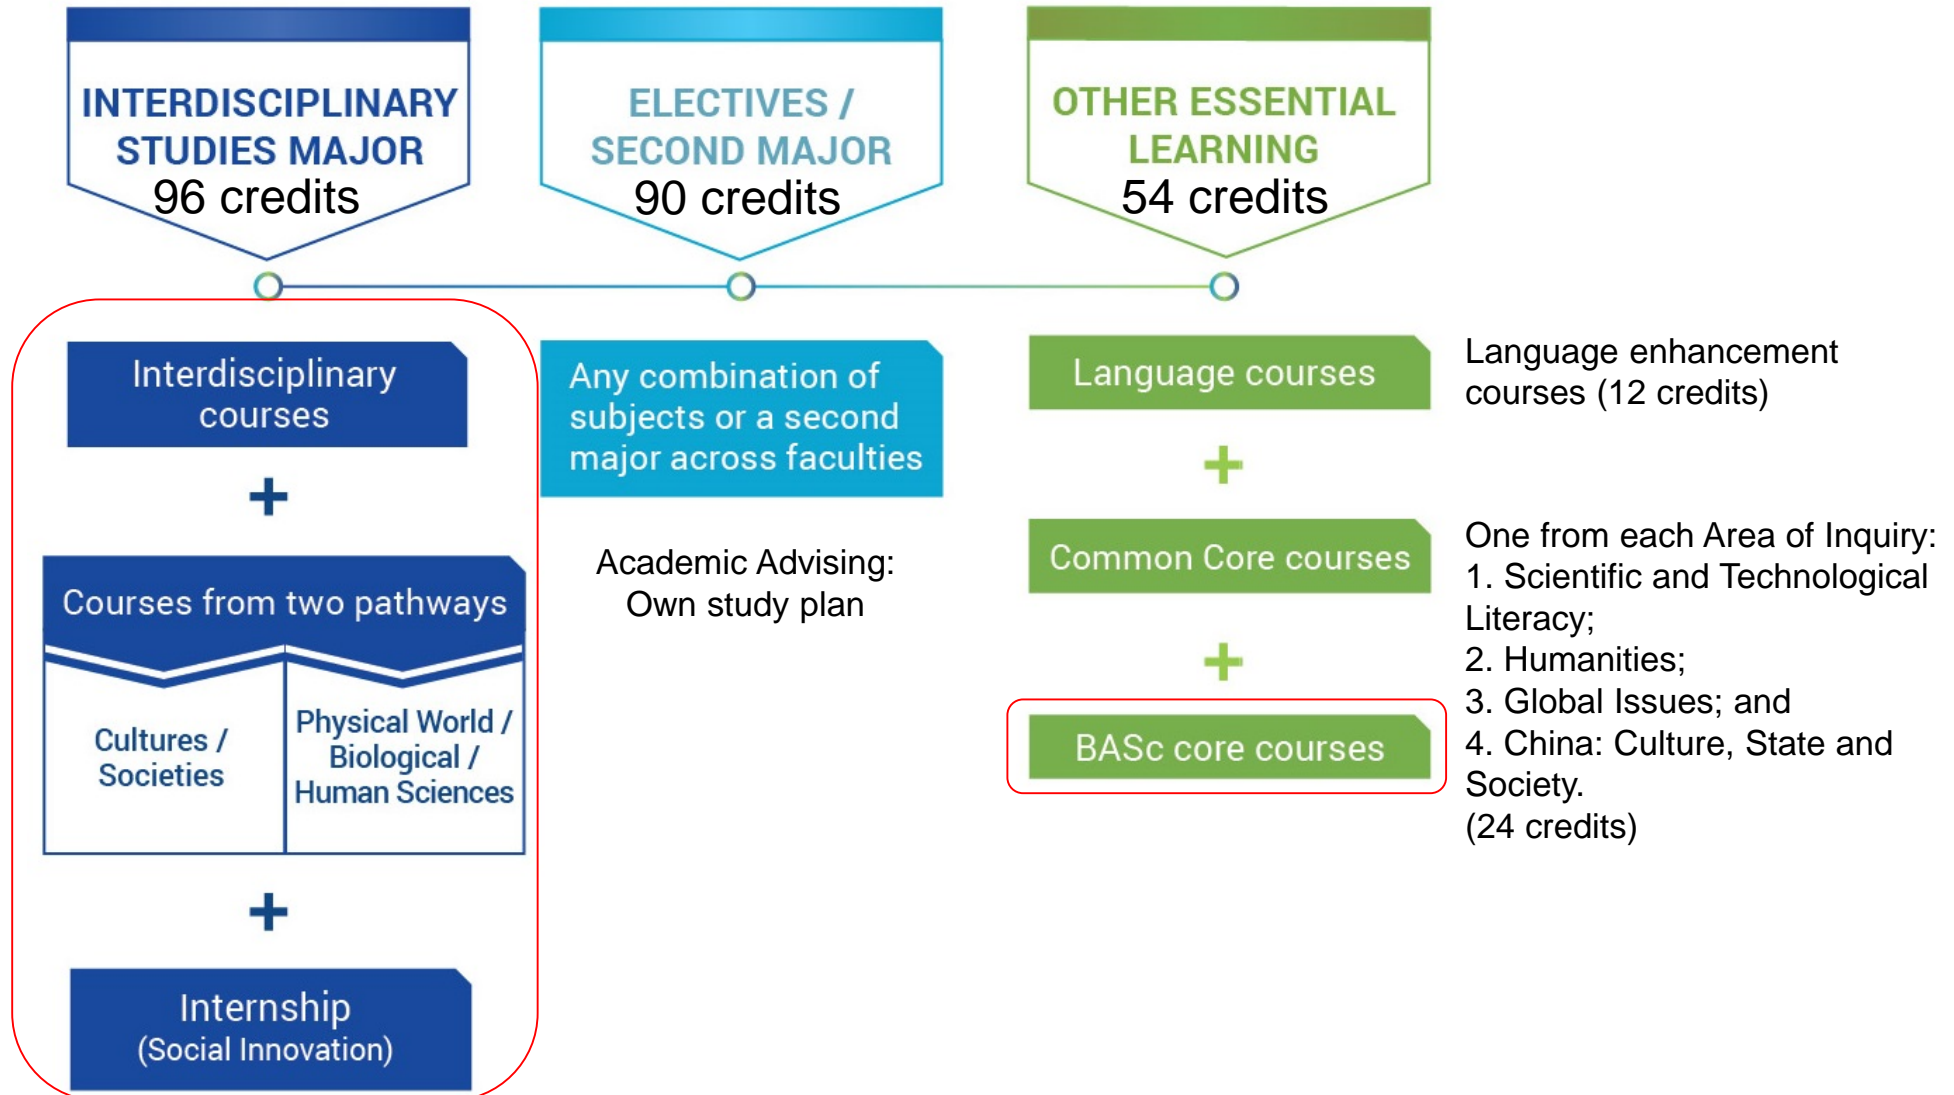 INTERDISCIPLINARY
STUDIES MAJOR
96 credits
ELECTIVES /
SECOND MAJOR
90 credits
OTHER ESSENTIAL
LEARNING
54 credits
Interdisciplinary
courses
+
Courses from two pathways
Cultures /
Societies
Physical World /
Biological /
Human Sciences
+
Internship
(Social Innovation)
Any combination of
subjects or a second
major across faculties
Academic Advising:
Own study plan
Language courses
+
Common Core courses
+
BASc core courses
Language enhancement
courses (12 credits)
One from each Area of Inquiry:
1. Scientific and Technological
Literacy;
2. Humanities;
3. Global Issues; and
4. China: Culture, State and
Society.
(24 credits)